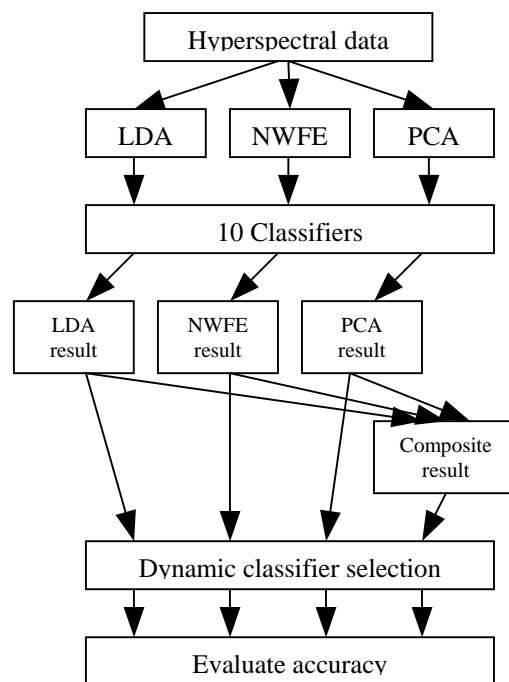 Hyperspectral data
LDA
NWFE
PCA
10 Classifiers
LDA
result
NWFE
result
PCA
result
Composite
result
Dynamic classifier selection
Evaluate accuracy